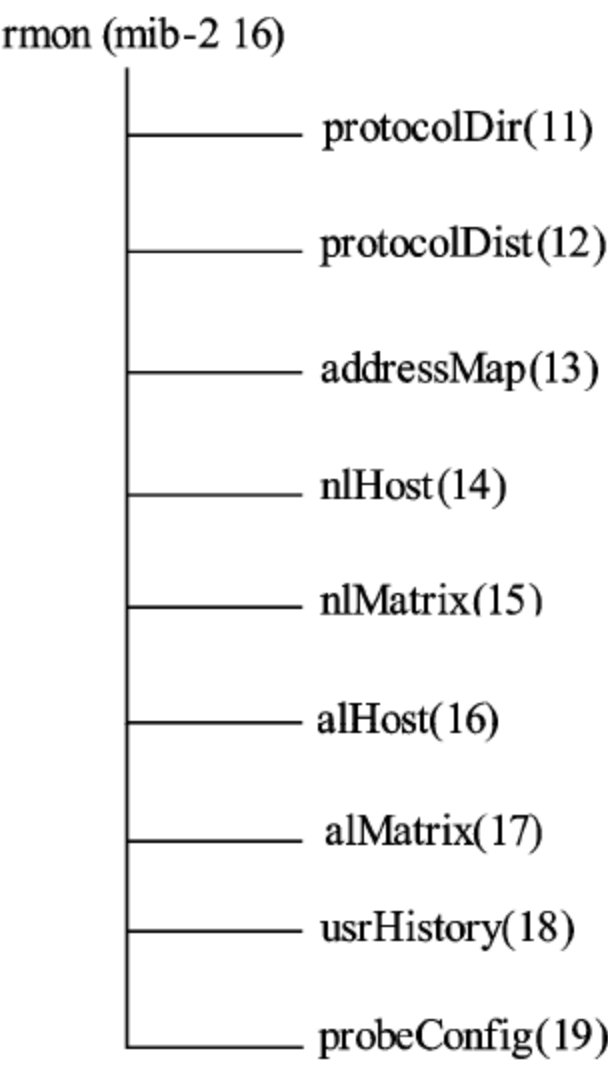 rmon (mib-2 16)
protocolDir(11)
protocolDist(12)
addressMap(13)
nlHost(14)
nlMatrix(15)
alHost(16)
alMatrix(17)
usrHistory(18)
probeConfig(19)